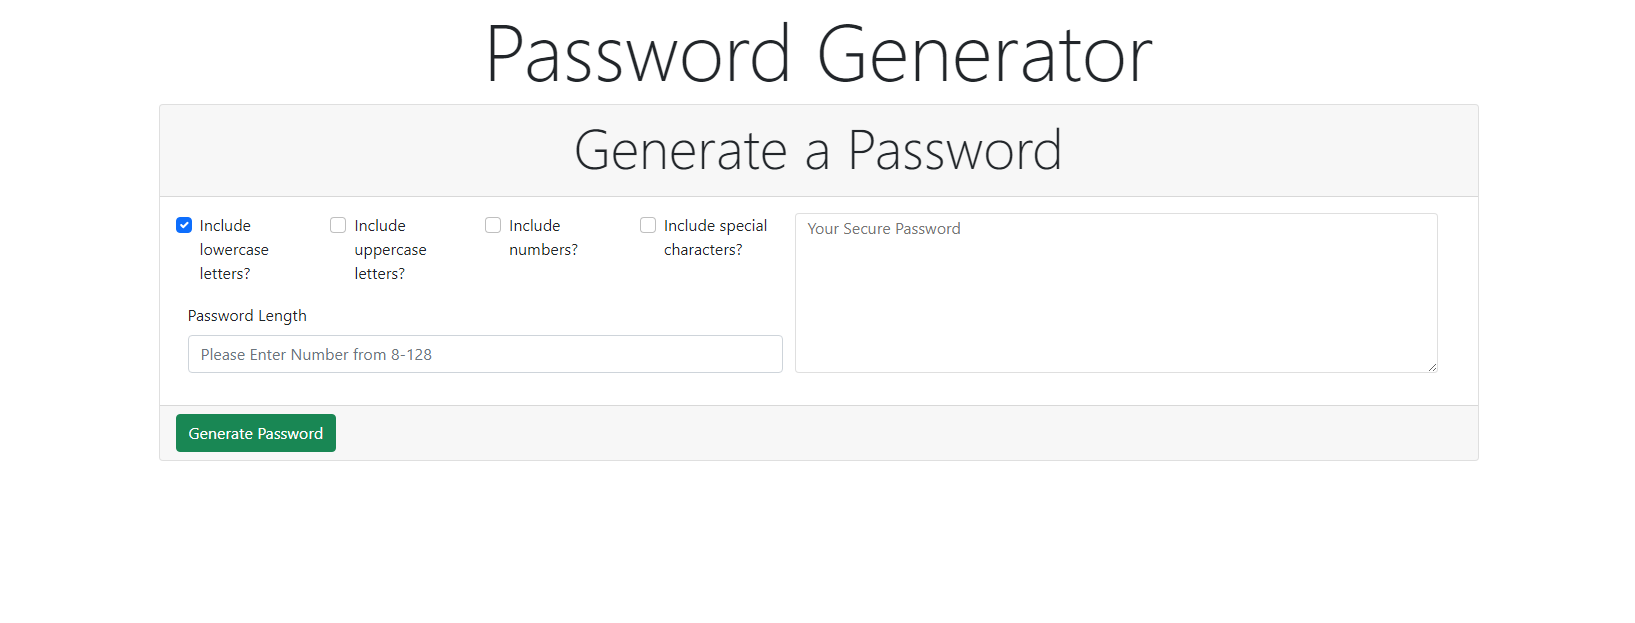 Password Generator
Generate a Password
Include
lowercase
letters?
Include
uppercase
letters?
Include
numbers?
Include special
characters?
Password Length
Please Enter Number from 8-128
Your Secure Password
Generate Password